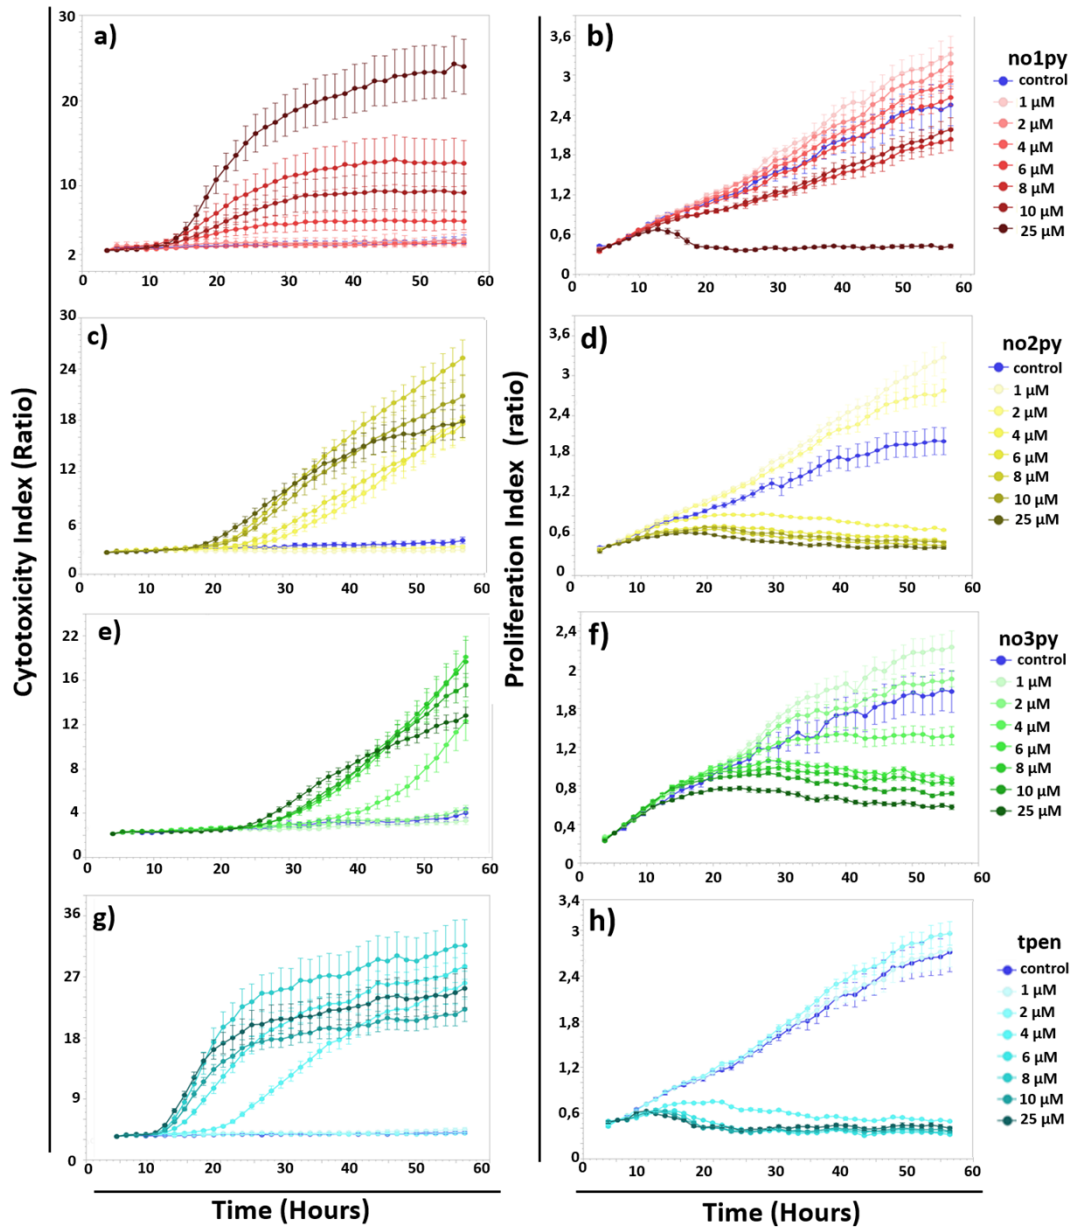 a)
30
20
10
2
0 10 20 30 40 50 60
b)
3,6
3
2,4
1,8
1,2
0,6
0
0 10 20 30 40 50 60
no1py
control
1 µM
2 µM
4 µM
6 µM
8 µM
10 µM
25 µM
c)
30
24
18
12
6
0
0 10 20 30 40 50 60
d)
3,6
3
2,4
1,8
1,2
0,6
0
0 10 20 30 40 50 60
no2py
control
1 µM
2 µM
4 µM
6 µM
8 µM
10 µM
25 µM
Cytotoxicity Index (Ratio)
Proliferation Index (ratio)
e)
22
16
12
8
4
0
0 10 20 30 40 50 60
f)
2,4
2
1,8
1,2
0,8
0,4
0
0 10 20 30 40 50 60
no3py
control
1 µM
2 µM
4 µM
6 µM
8 µM
10 µM
25 µM
g)
36
27
18
9
0
0 10 20 30 40 50 60
h)
3,4
2,4
1,8
1,2
0,6
0
0 10 20 30 40 50 60
tpen
control
1 µM
2 µM
4 µM
6 µM
8 µM
10 µM
25 µM
Time (Hours)
Time (Hours)